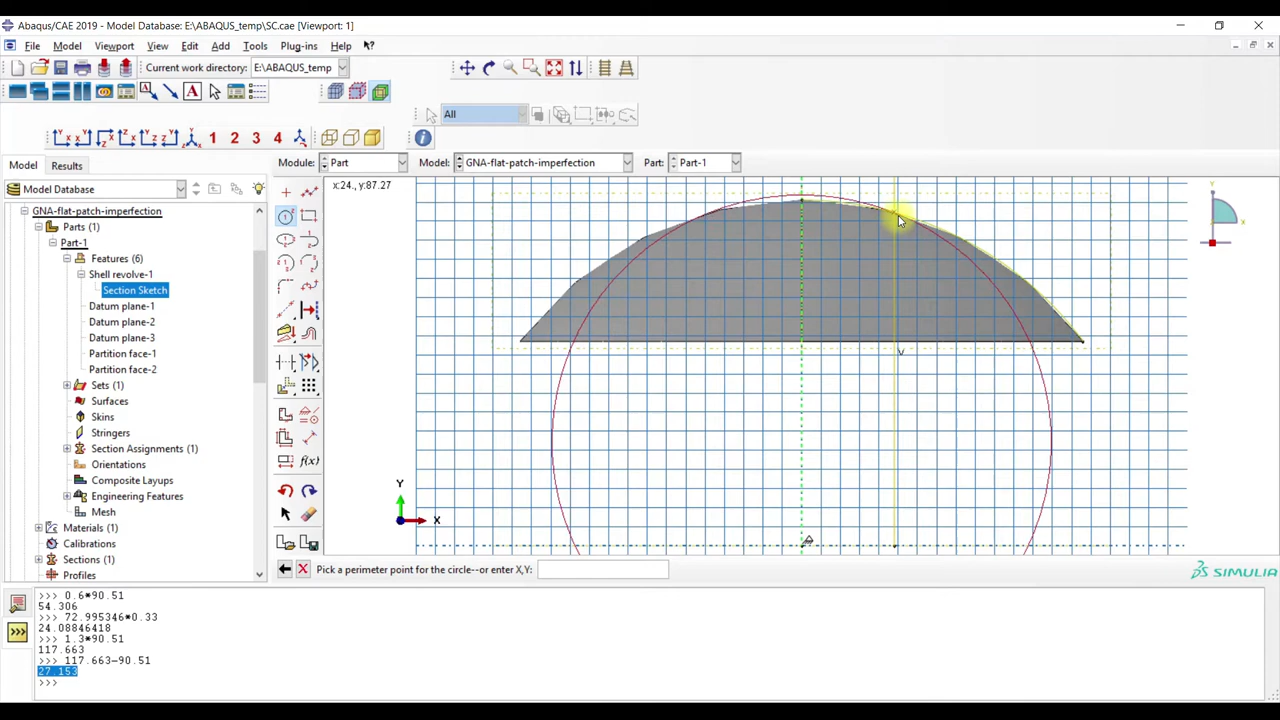 Abaqus/CAE 2019 - Model Database: E:\ABAQUS_temp\SC.cae [Viewport: 1]
File Model Viewport View Edit Add Tools Plug-ins Help
Current work directory: E:\ABAQUS_temp
All
1 2 3 4
Model Results Module: Part Model: GNA-flat-patch-imperfection Part: Part-1
Model Database
x:24., y:87.27
GNA-flat-patch-imperfection
Parts (1)
Part-1
Features (6)
Shell revolve-1
Section Sketch
Datum plane-1
Datum plane-2
Datum plane-3
Partition face-1
Partition face-2
Sets (1)
Surfaces
Skins
Stringers
Section Assignments (1)
Orientations
Composite Layups
Engineering Features
Mesh
Materials (1)
Calibrations
Sections (1)
Profiles
f(x)
V
Y
X
Y
X
Pick a perimeter point for the circle--or enter X,Y:
SIMULIA
>>> 0.6*90.51
54.306
>>> 72.995346*0.33
24.08846418
>>> 1.3*90.51
117.663
>>> 117.663-90.51
27.153
>>>